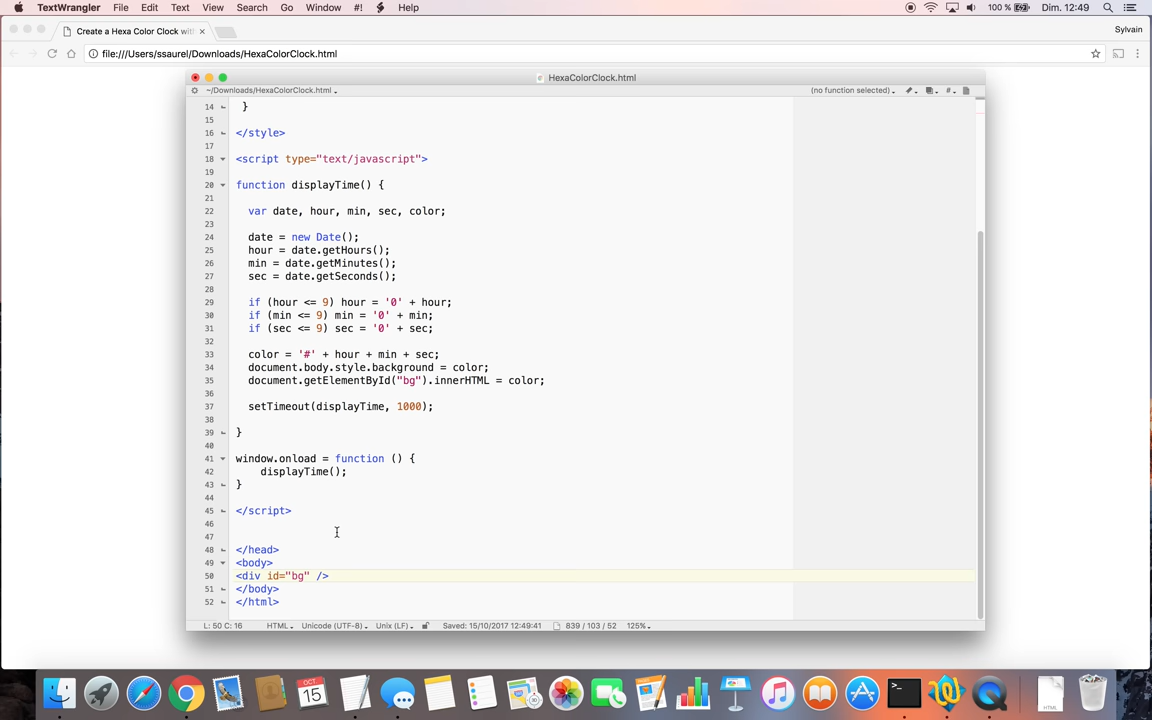 TextWrangler File Edit Text View Search Go Window #! Help 100 % Dim. 12:49
Create a Hexa Color Clock with
Sylvain
file:///Users/ssaurel/Downloads/HexaColorClock.html
HexaColorClock.html
~/Downloads/HexaColorClock.html (no function selected) #
14 }
15
16 </style>
17
18 <script type="text/javascript">
19
20 function displayTime() {
21
22 var date, hour, min, sec, color;
23
24 date = new Date();
25 hour = date.getHours();
26 min = date.getMinutes();
27 sec = date.getSeconds();
28
29 if (hour <= 9) hour = '0' + hour;
30 if (min <= 9) min = '0' + min;
31 if (sec <= 9) sec = '0' + sec;
32
33 color = '#' + hour + min + sec;
34 document.body.style.background = color;
35 document.getElementById("bg").innerHTML = color;
36
37 setTimeout(displayTime, 1000);
38
39 }
40
41 window.onload = function () {
42 displayTime();
43 }
44
45 </script>
46
47
48 </head>
49 <body>
50 <div id="bg" />
51 </body>
52 </html>
L: 50 C: 16 HTML Unicode (UTF-8) Unix (LF) Saved: 15/10/2017 12:49:41 839 / 103 / 52 125%
OCT.
15
HTML